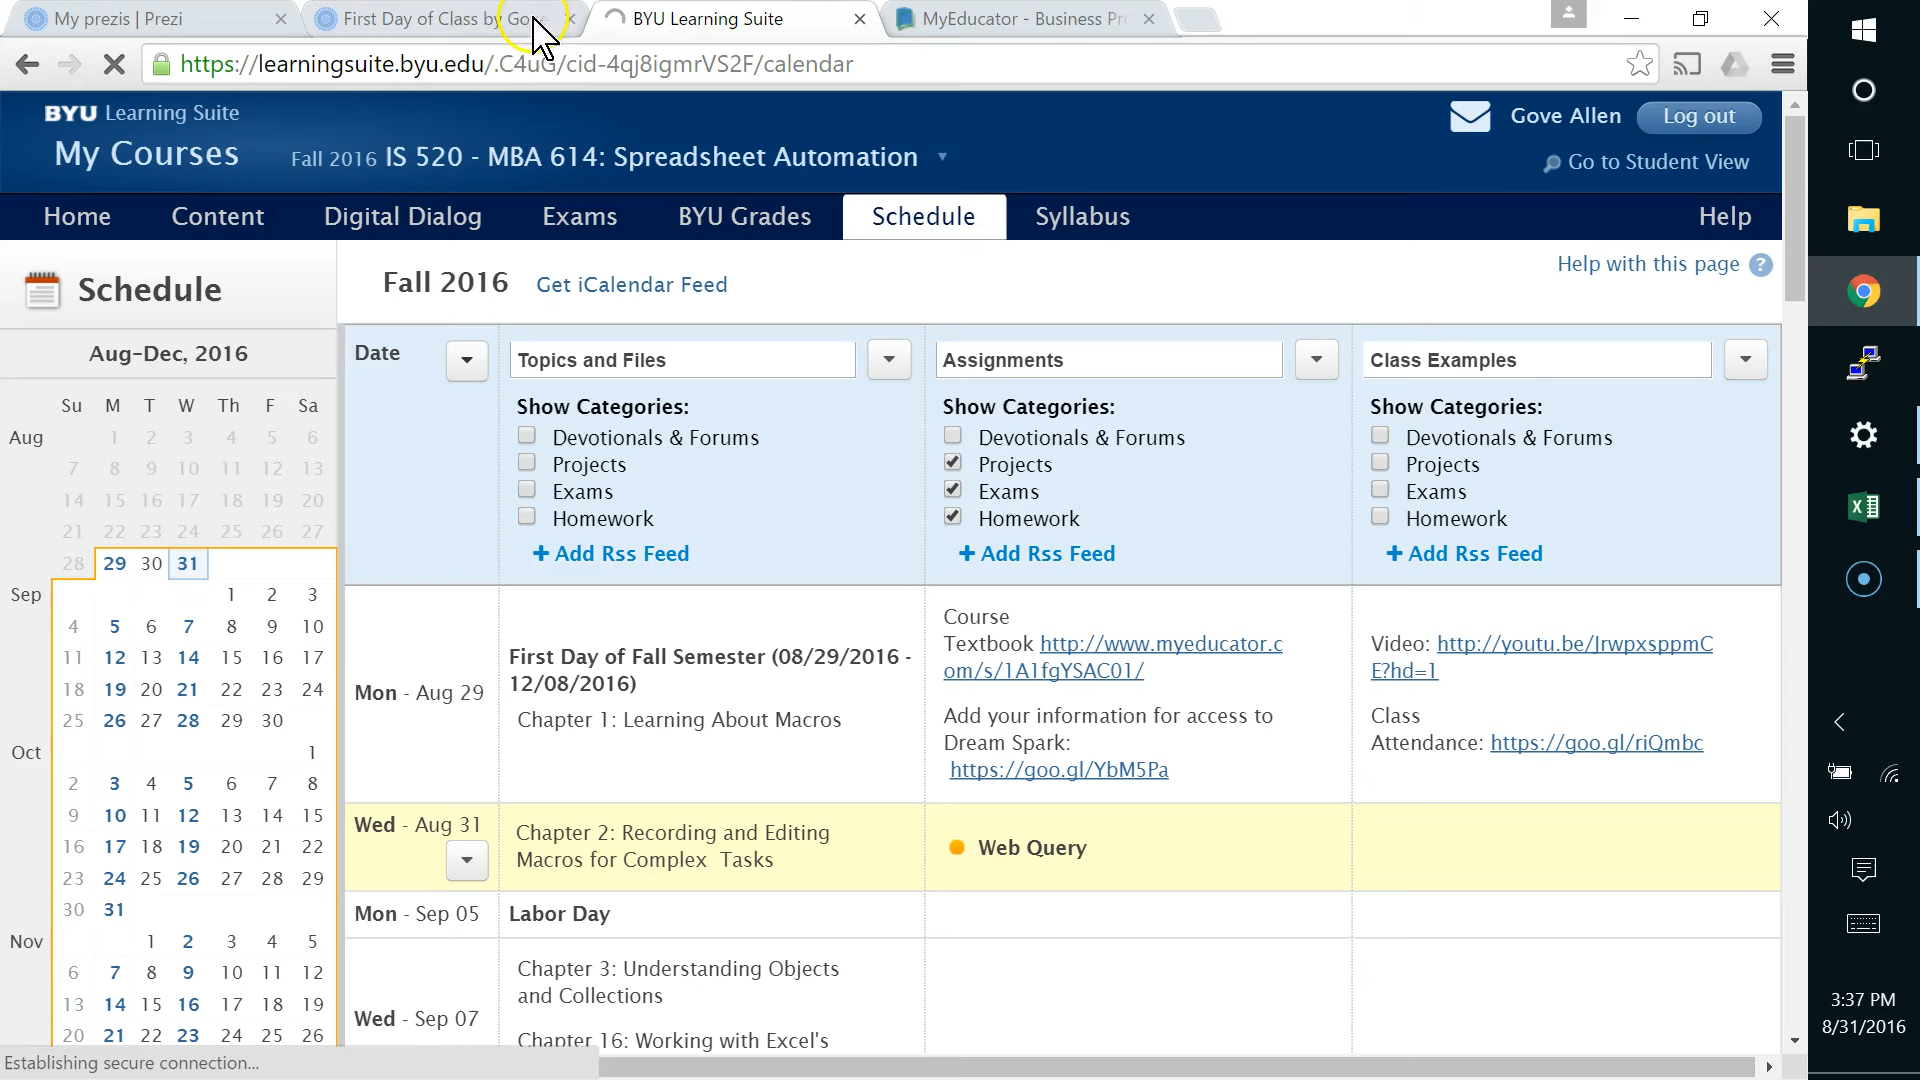 My prezis | Prezi
First Day of Class by Gove
BYU Learning Suite
MyEducator - Business Pr
https://learningsuite.byu.edu/.C4uG/cid-4qj8igmrVS2F/calendar
BYU Learning Suite
Gove Allen
Log out
My Courses
Fall 2016 IS 520 - MBA 614: Spreadsheet Automation
Go to Student View
Home
Content
Digital Dialog
Exams
BYU Grades
Schedule
Syllabus
Help
Schedule
Fall 2016
Get iCalendar Feed
Help with this page ?
Aug-Dec, 2016
Su M T W Th F Sa
Aug 1 2 3 4 5 6
7 8 9 10 11 12 13
14 15 16 17 18 19 20
21 22 23 24 25 26 27
28 29 30 31
Sep 1 2 3
4 5 6 7 8 9 10
11 12 13 14 15 16 17
18 19 20 21 22 23 24
25 26 27 28 29 30
Oct 1
2 3 4 5 6 7 8
9 10 11 12 13 14 15
16 17 18 19 20 21 22
23 24 25 26 27 28 29
30 31
Nov 1 2 3 4 5
6 7 8 9 10 11 12
13 14 15 16 17 18 19
20 21 22 23 24 25 26
Date
Topics and Files
Show Categories:
Devotionals & Forums
Projects
Exams
Homework
+ Add Rss Feed
Assignments
Show Categories:
Devotionals & Forums
Projects
Exams
Homework
+ Add Rss Feed
Class Examples
Show Categories:
Devotionals & Forums
Projects
Exams
Homework
+ Add Rss Feed
Mon - Aug 29
First Day of Fall Semester (08/29/2016 -
12/08/2016)
Chapter 1: Learning About Macros
Course
Textbook http://www.myeducator.c
om/s/1A1fgYSAC01/
Add your information for access to
Dream Spark:
https://goo.gl/YbM5Pa
Video: http://youtu.be/JrwpxsppmC
E?hd=1
Class
Attendance: https://goo.gl/riQmbc
Wed - Aug 31
Chapter 2: Recording and Editing
Macros for Complex Tasks
Web Query
Mon - Sep 05
Labor Day
Wed - Sep 07
Chapter 3: Understanding Objects
and Collections
Chapter 16: Working with Excel's
Establishing secure connection...
3:37 PM
8/31/2016